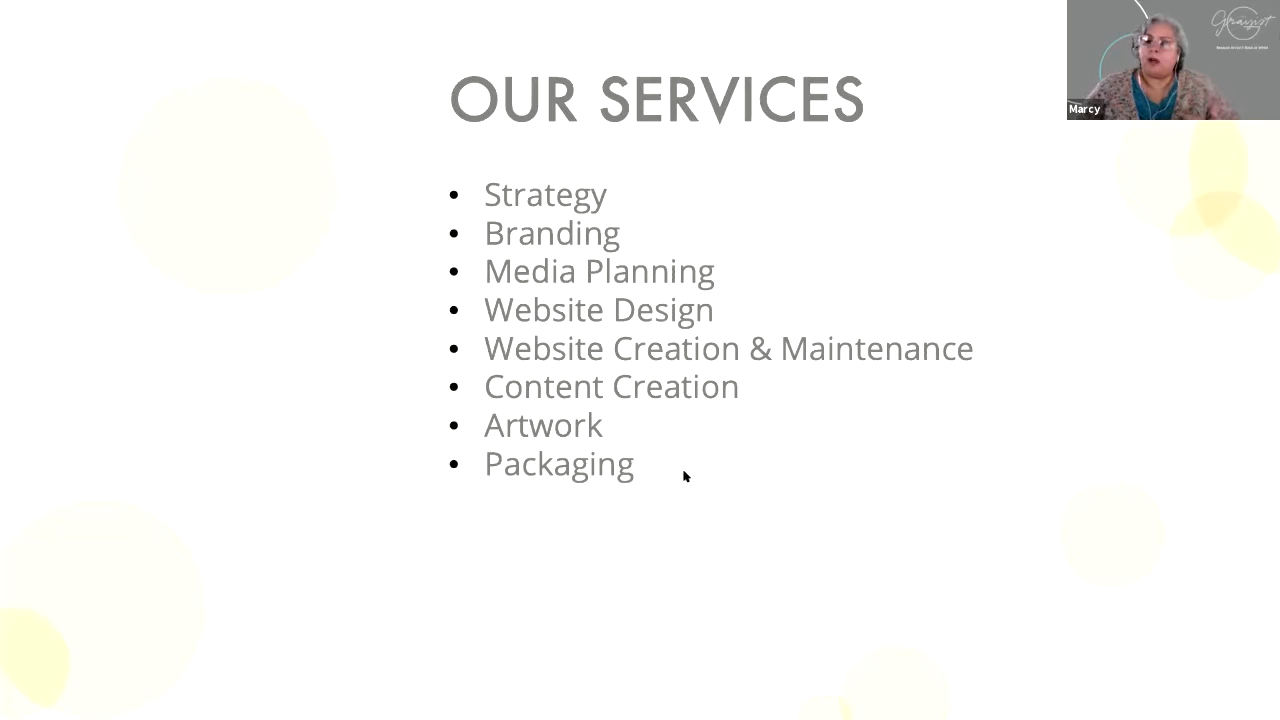 OUR SERVICES
• Strategy
• Branding
• Media Planning
• Website Design
• Website Creation & Maintenance
• Content Creation
• Artwork
• Packaging
Marcy